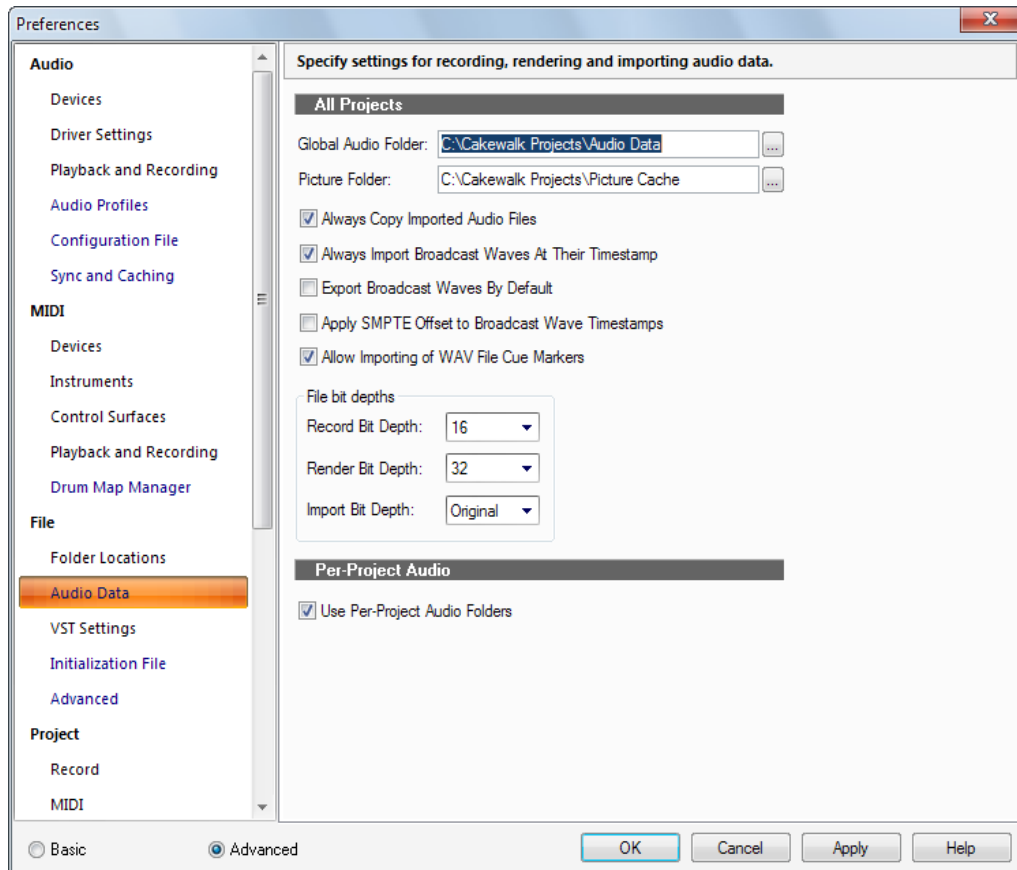 Preferences
Audio
Devices
Driver Settings
Playback and Recording
Audio Profiles
Configuration File
Sync and Caching
MIDI
Devices
Instruments
Control Surfaces
Playback and Recording
Drum Map Manager
File
Folder Locations
Audio Data
VST Settings
Initialization File
Advanced
Project
Record
MIDI
Specify settings for recording, rendering and importing audio data.
All Projects
Global Audio Folder: C:\Cakewalk Projects\Audio Data ...
Picture Folder: C:\Cakewalk Projects\Picture Cache ...
Always Copy Imported Audio Files
Always Import Broadcast Waves At Their Timestamp
Export Broadcast Waves By Default
Apply SMPTE Offset to Broadcast Wave Timestamps
Allow Importing of WAV File Cue Markers
File bit depths
Record Bit Depth: 16
Render Bit Depth: 32
Import Bit Depth: Original
Per-Project Audio
Use Per-Project Audio Folders
Basic Advanced OK Cancel Apply Help